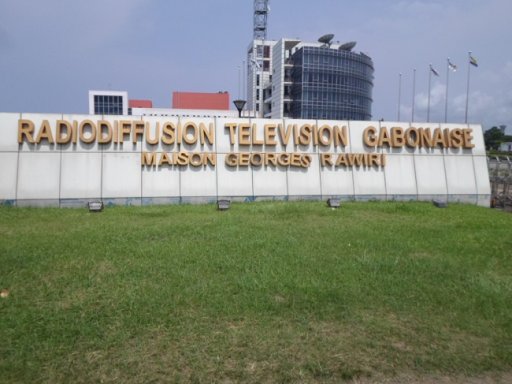 RADIODIFFUSION TELEVISION GABONAISE
MAISON GEORGES RAWIRI